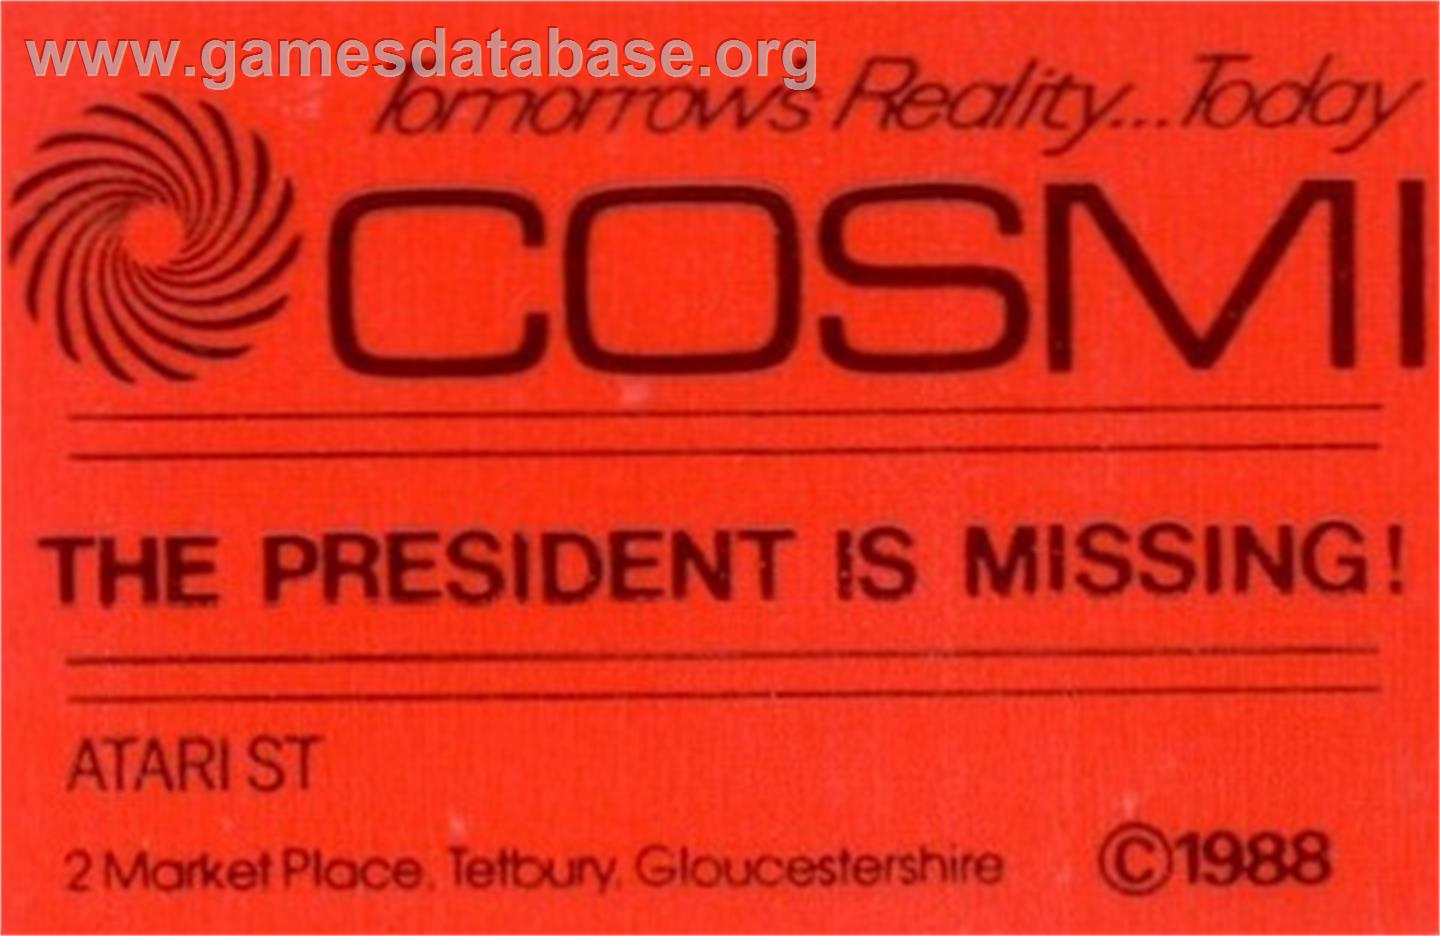 www.gamesdatabase.org
Tomorrows Reality...Today
COSMI
THE PRESIDENT IS MISSING!
ATARI ST
2 Market Place, Tetbury, Gloucestershire ©1988